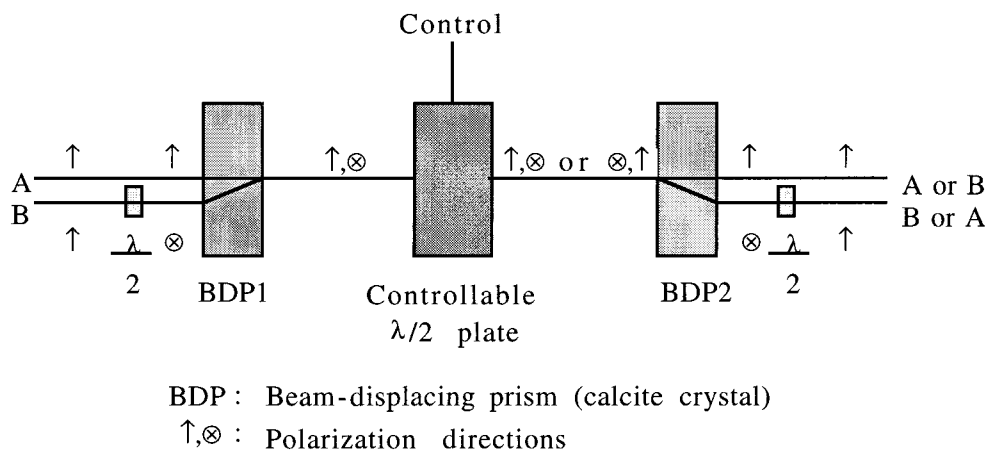 Control
↑ ↑ ↑,⊗ ↑,⊗ or ⊗,↑ ↑ ↑
A A or B
B B or A
↑ λ/2 ⊗ ⊗ λ/2 ↑
BDP1 Controllable BDP2
λ/2 plate
BDP : Beam-displacing prism (calcite crystal)
↑,⊗ : Polarization directions